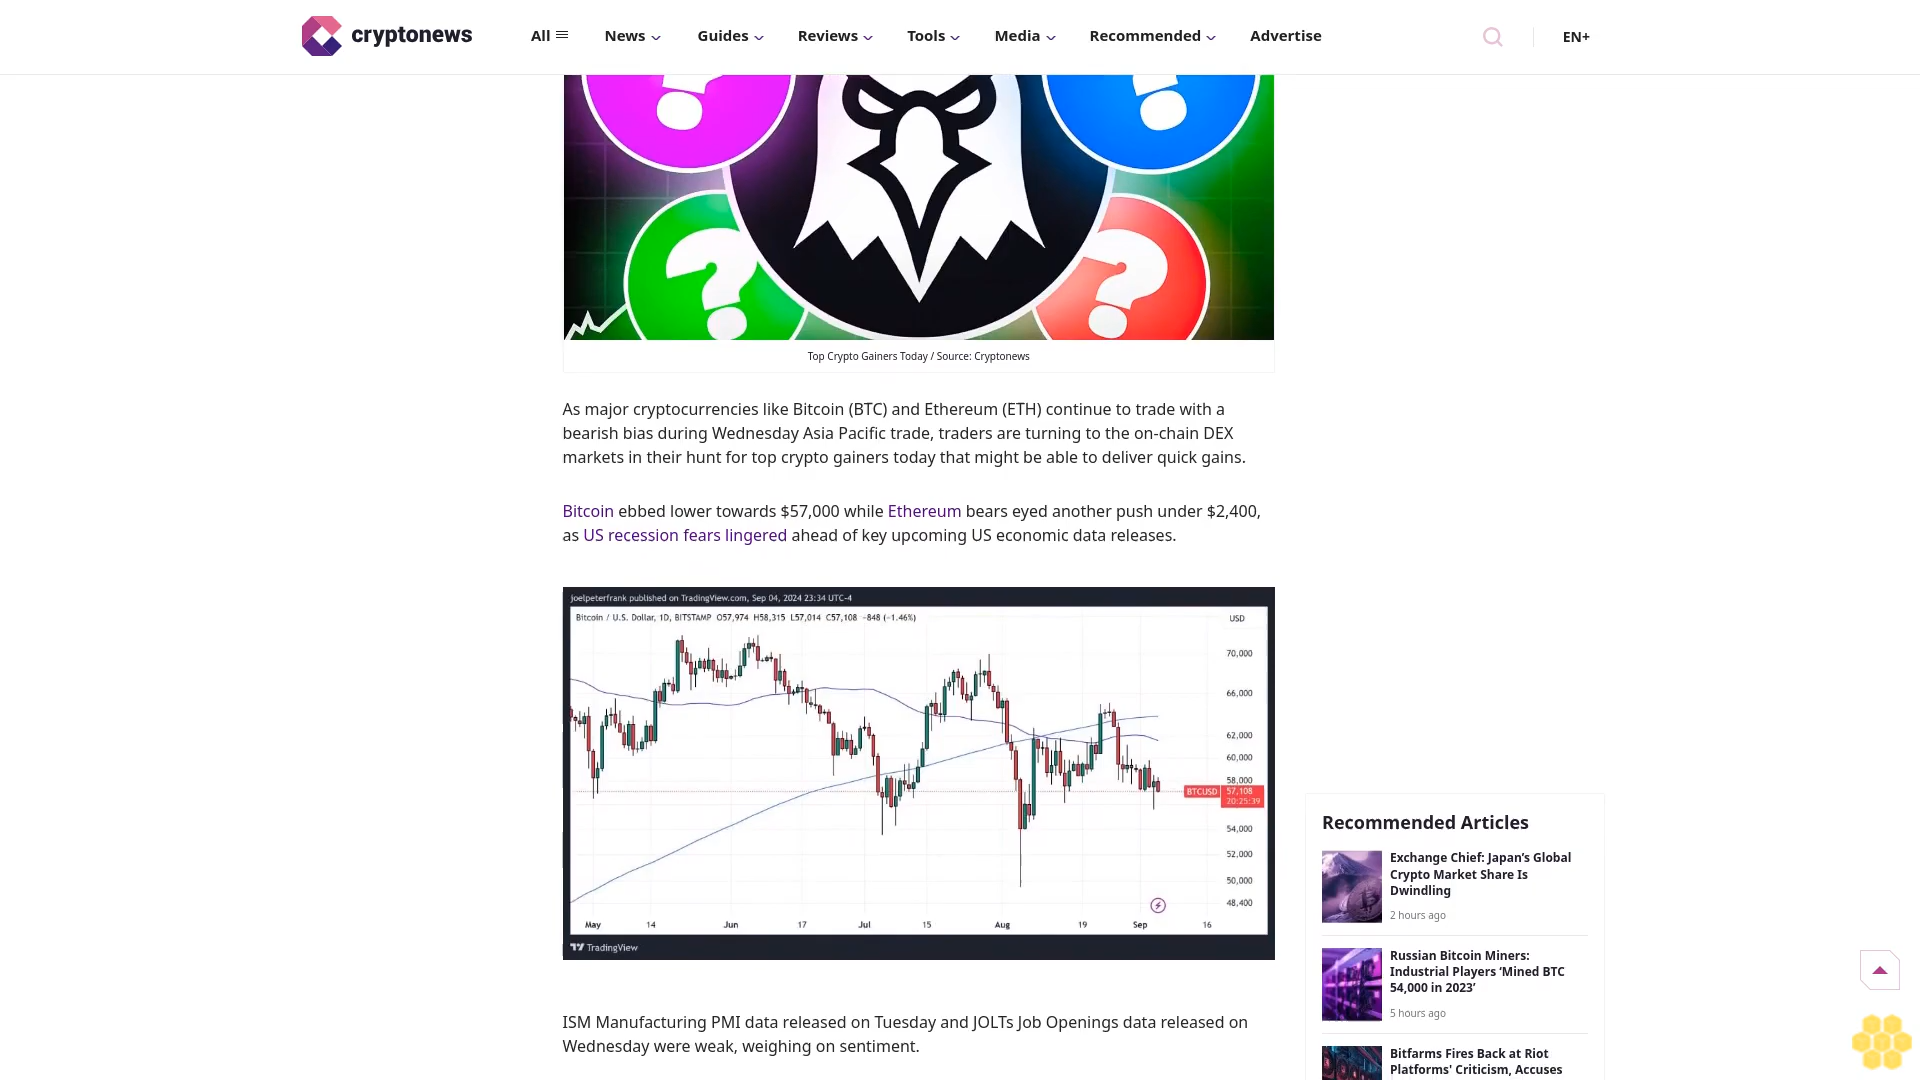 cryptonews
All
News
Guides
Reviews
Tools
Media
Recommended
Advertise
EN+
Top Crypto Gainers Today / Source: Cryptonews
As major cryptocurrencies like Bitcoin (BTC) and Ethereum (ETH) continue to trade with a
bearish bias during Wednesday Asia Pacific trade, traders are turning to the on-chain DEX
markets in their hunt for top crypto gainers today that might be able to deliver quick gains.
Bitcoin ebbed lower towards $57,000 while Ethereum bears eyed another push under $2,400,
as US recession fears lingered ahead of key upcoming US economic data releases.
joelpeterfrank published on TradingView.com, Sep 04, 2024 23:34 UTC-4
Bitcoin / U.S. Dollar, 1D, BITSTAMP O57,974 H58,315 L57,014 C57,108 -848 (-1.46%)
USD
70,000
66,000
62,000
60,000
58,000
BTCUSD 57,108
20:25:39
54,000
52,000
50,000
48,400
May 14 Jun 17 Jul 15 Aug 19 Sep 16
TradingView
ISM Manufacturing PMI data released on Tuesday and JOLTs Job Openings data released on
Wednesday were weak, weighing on sentiment.
Recommended Articles
Exchange Chief: Japan’s Global
Crypto Market Share Is
Dwindling
2 hours ago
Russian Bitcoin Miners:
Industrial Players ‘Mined BTC
54,000 in 2023’
5 hours ago
Bitfarms Fires Back at Riot
Platforms' Criticism, Accuses